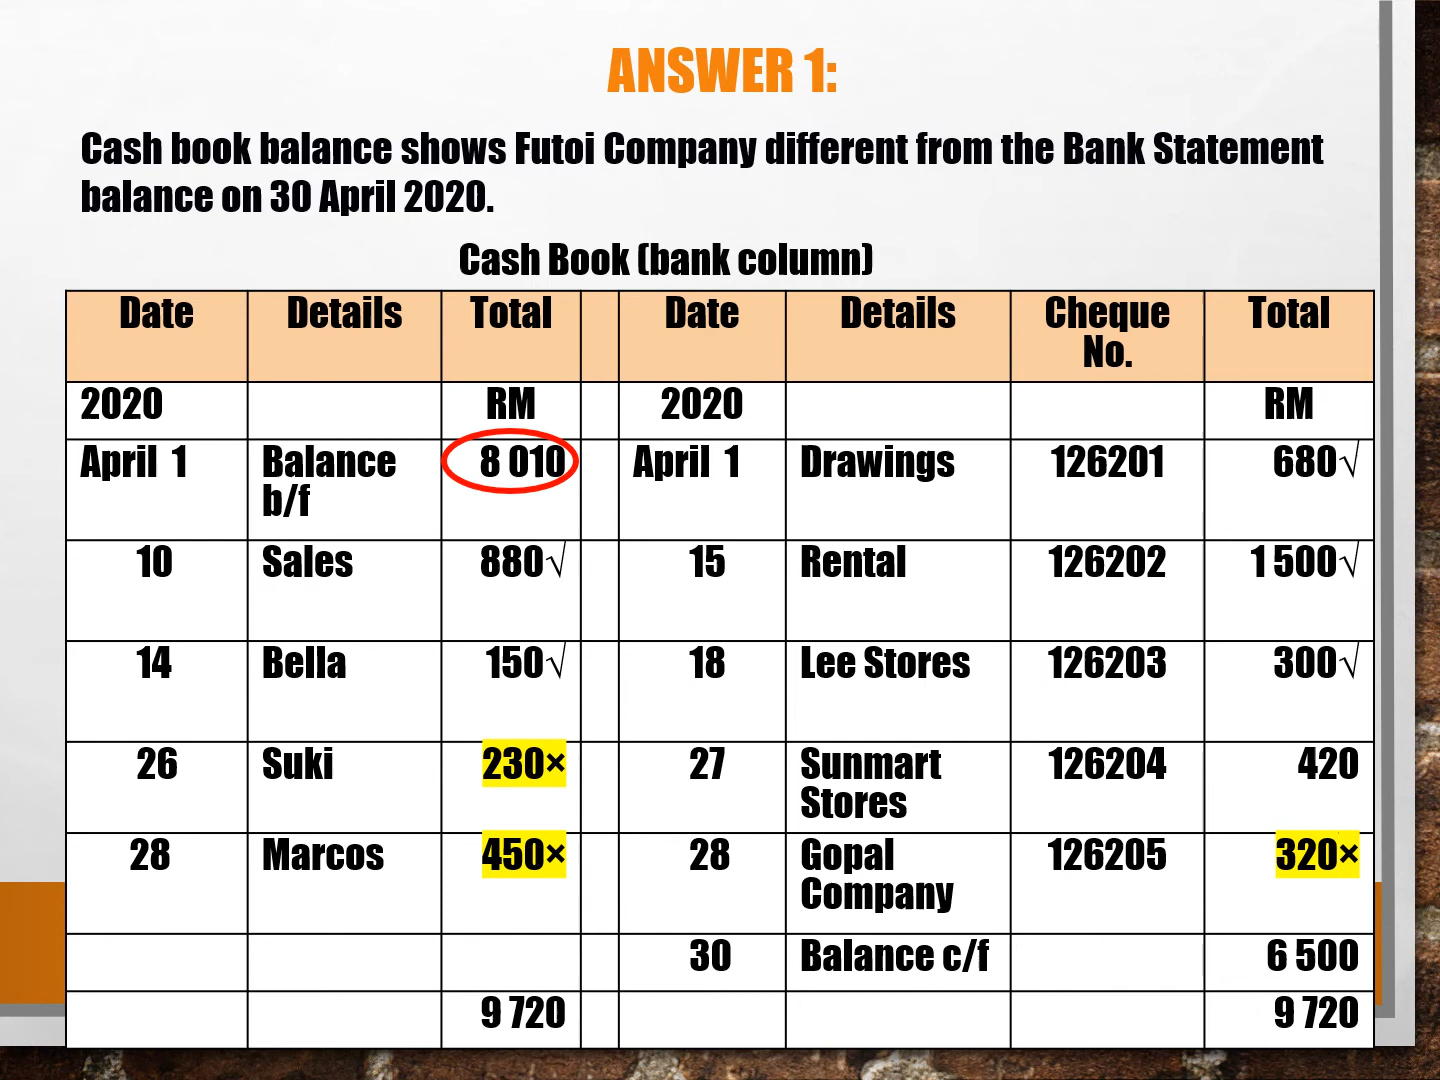 ANSWER 1:
Cash book balance shows Futoi Company different from the Bank Statement
balance on 30 April 2020.
Cash Book (bank column)
Date Details Total Date Details Cheque No. Total
2020 RM 2020 RM
April 1 Balance b/f 8 010 April 1 Drawings 126201 680√
10 Sales 880√ 15 Rental 126202 1 500√
14 Bella 150√ 18 Lee Stores 126203 300√
26 Suki 230× 27 Sunmart Stores 126204 420
28 Marcos 450× 28 Gopal Company 126205 320×
30 Balance c/f 6 500
9 720 9 720